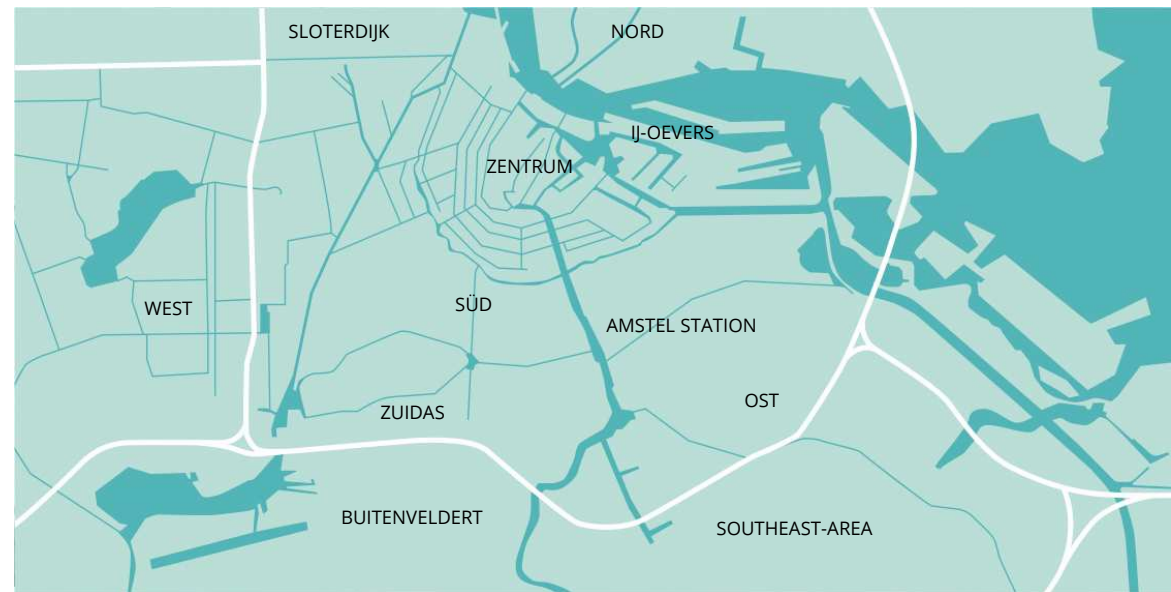 SLOTERDIJK
NORD
IJ-OEVERS
ZENTRUM
WEST
SÜD
AMSTEL STATION
OST
ZUIDAS
BUITENVELDERT
SOUTHEAST-AREA